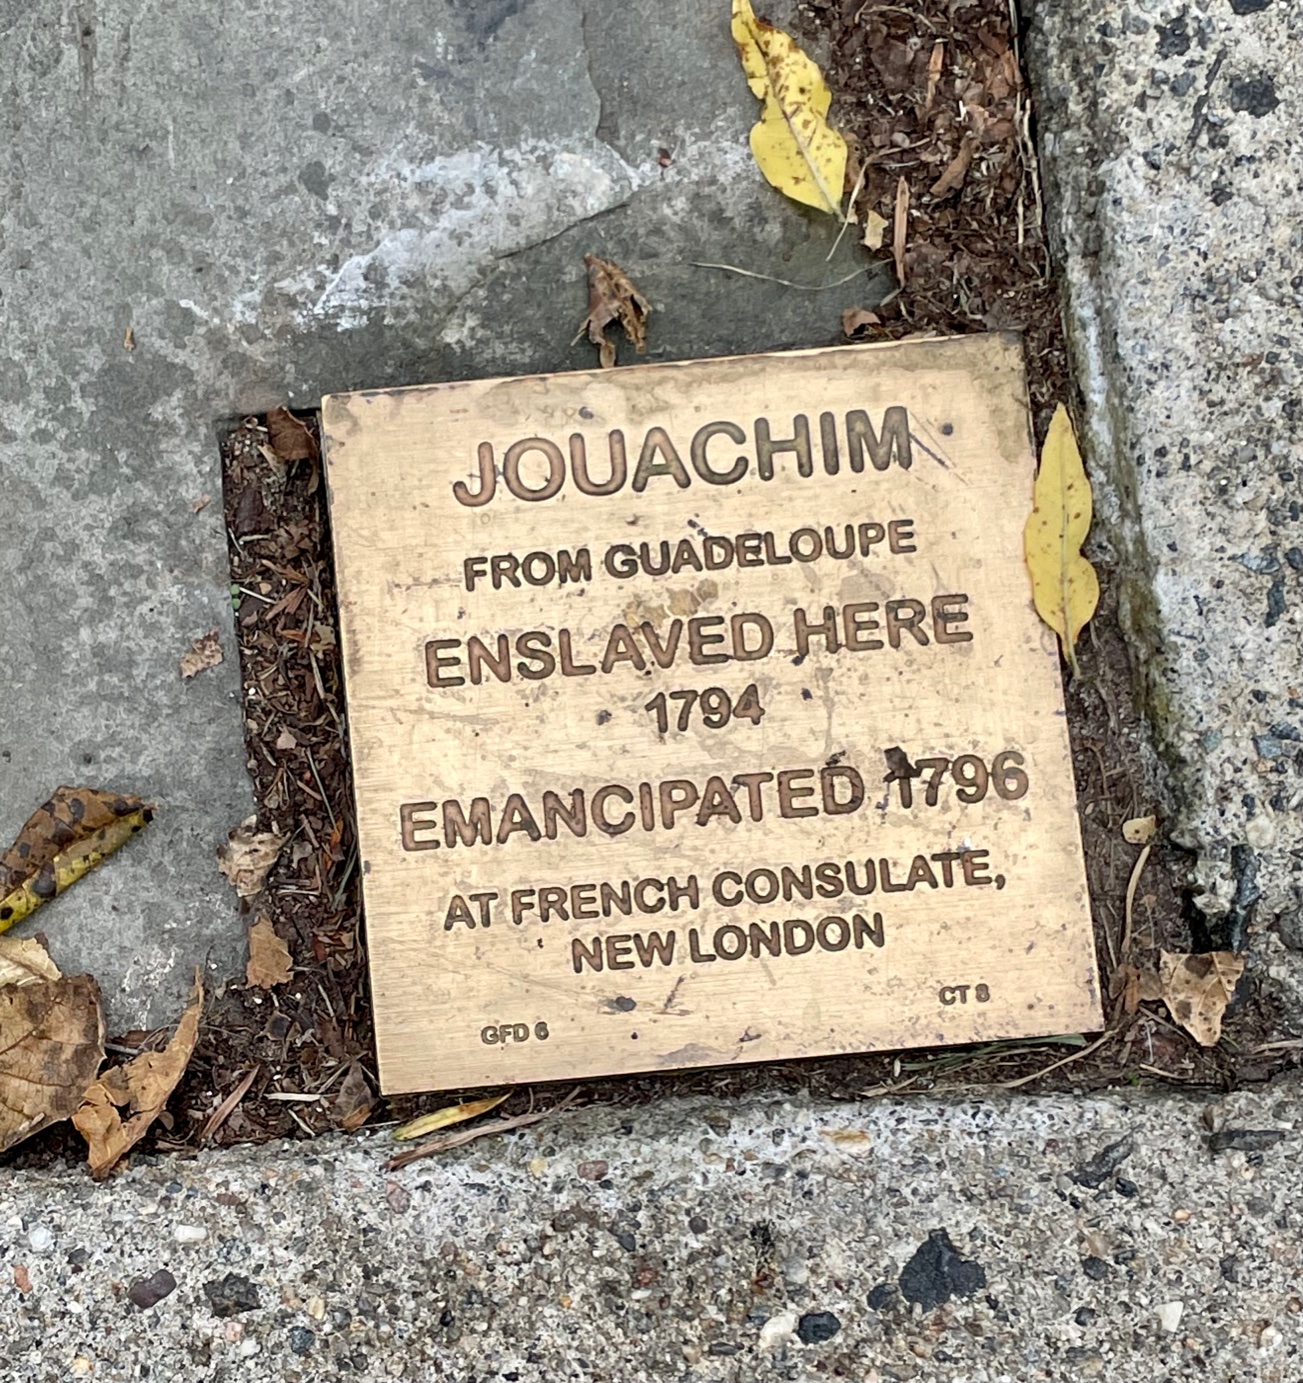 JOUACHIM
FROM GUADELOUPE
ENSLAVED HERE
1794
EMANCIPATED 1796
AT FRENCH CONSULATE,
NEW LONDON
GFD 6
CT 8